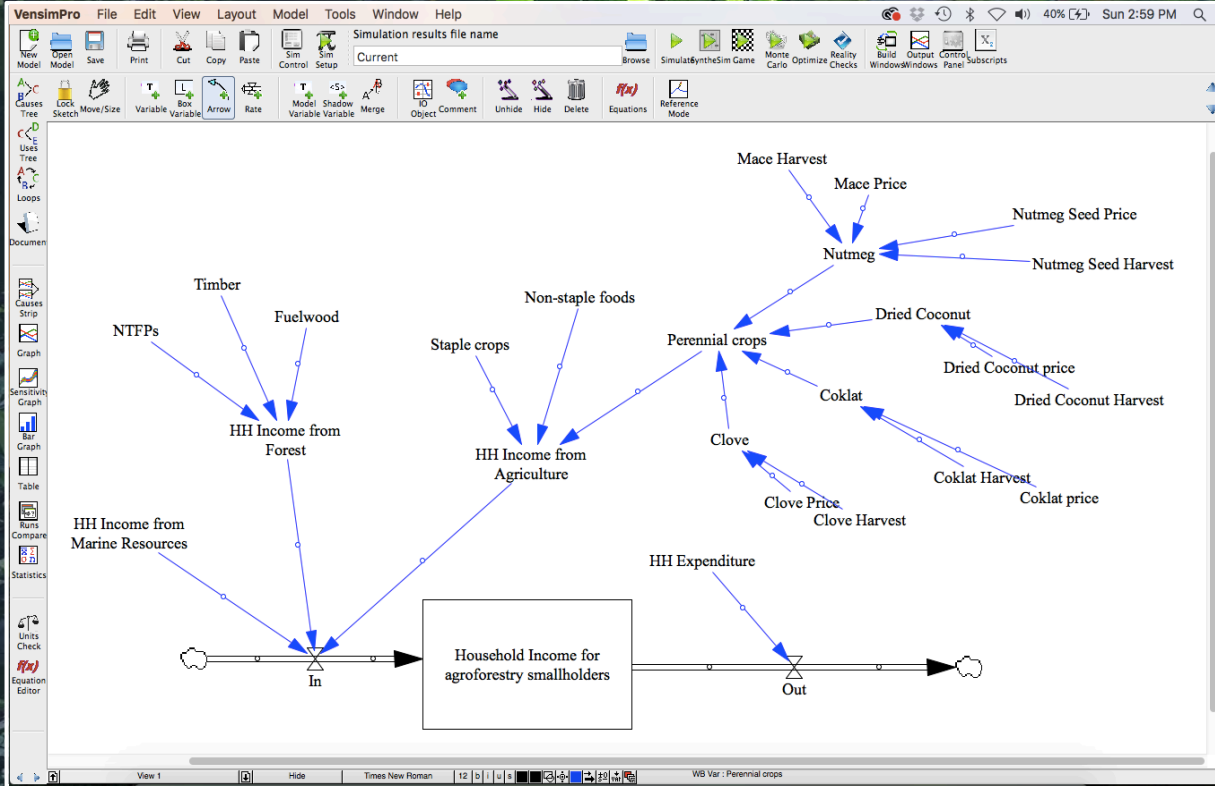 VensimPro File Edit View Layout Model Tools Window Help
40% Sun 2:59 PM
Simulation results file name
Current
New Model
Open Model
Save
Print
Cut
Copy
Paste
Sim Control
Sim Setup
Browse
Simulate
SyntheSim
Game
Monte Carlo
Optimize
Reality Checks
Build Windows
Output Windows
Control Panel
Subscripts
Causes Tree
Lock Sketch
Move/Size
Variable
Box Variable
Arrow
Rate
Model Variable
Shadow Variable
Merge
IO Object
Comment
Unhide
Hide
Delete
Equations
Reference Mode
Uses Tree
Loops
Documen
Causes Strip
Graph
Sensitivity Graph
Bar Graph
Table
Runs Compare
Statistics
Units Check
Equation Editor
Mace Harvest
Mace Price
Nutmeg Seed Price
Nutmeg
Nutmeg Seed Harvest
Timber
Non-staple foods
Fuelwood
Dried Coconut
NTFPs
Staple crops
Perennial crops
Dried Coconut price
Coklat
Dried Coconut Harvest
HH Income from
Forest
Clove
HH Income from
Agriculture
Coklat Harvest
Coklat price
Clove Price
Clove Harvest
HH Income from
Marine Resources
HH Expenditure
Household Income for
agroforestry smallholders
In
Out
View 1
Hide
Times New Roman
12 b i u s
WB Var : Perennial crops